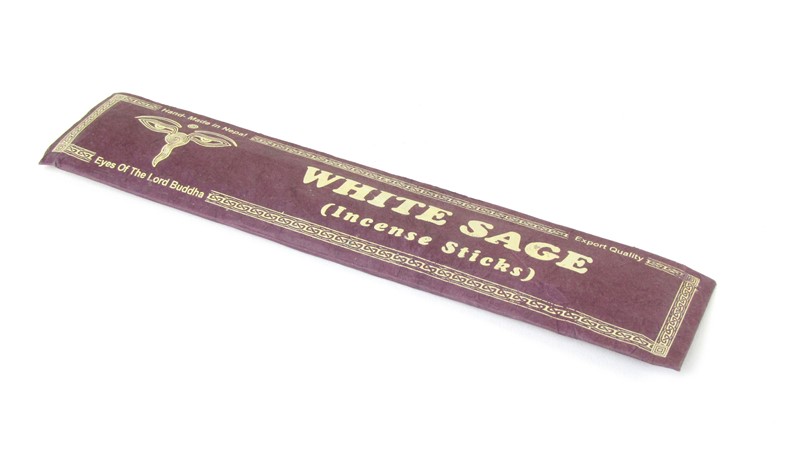 Hand- Made in Nepal
Eyes Of The Lord Buddha
WHITE SAGE
(Incense Sticks)
Export Quality